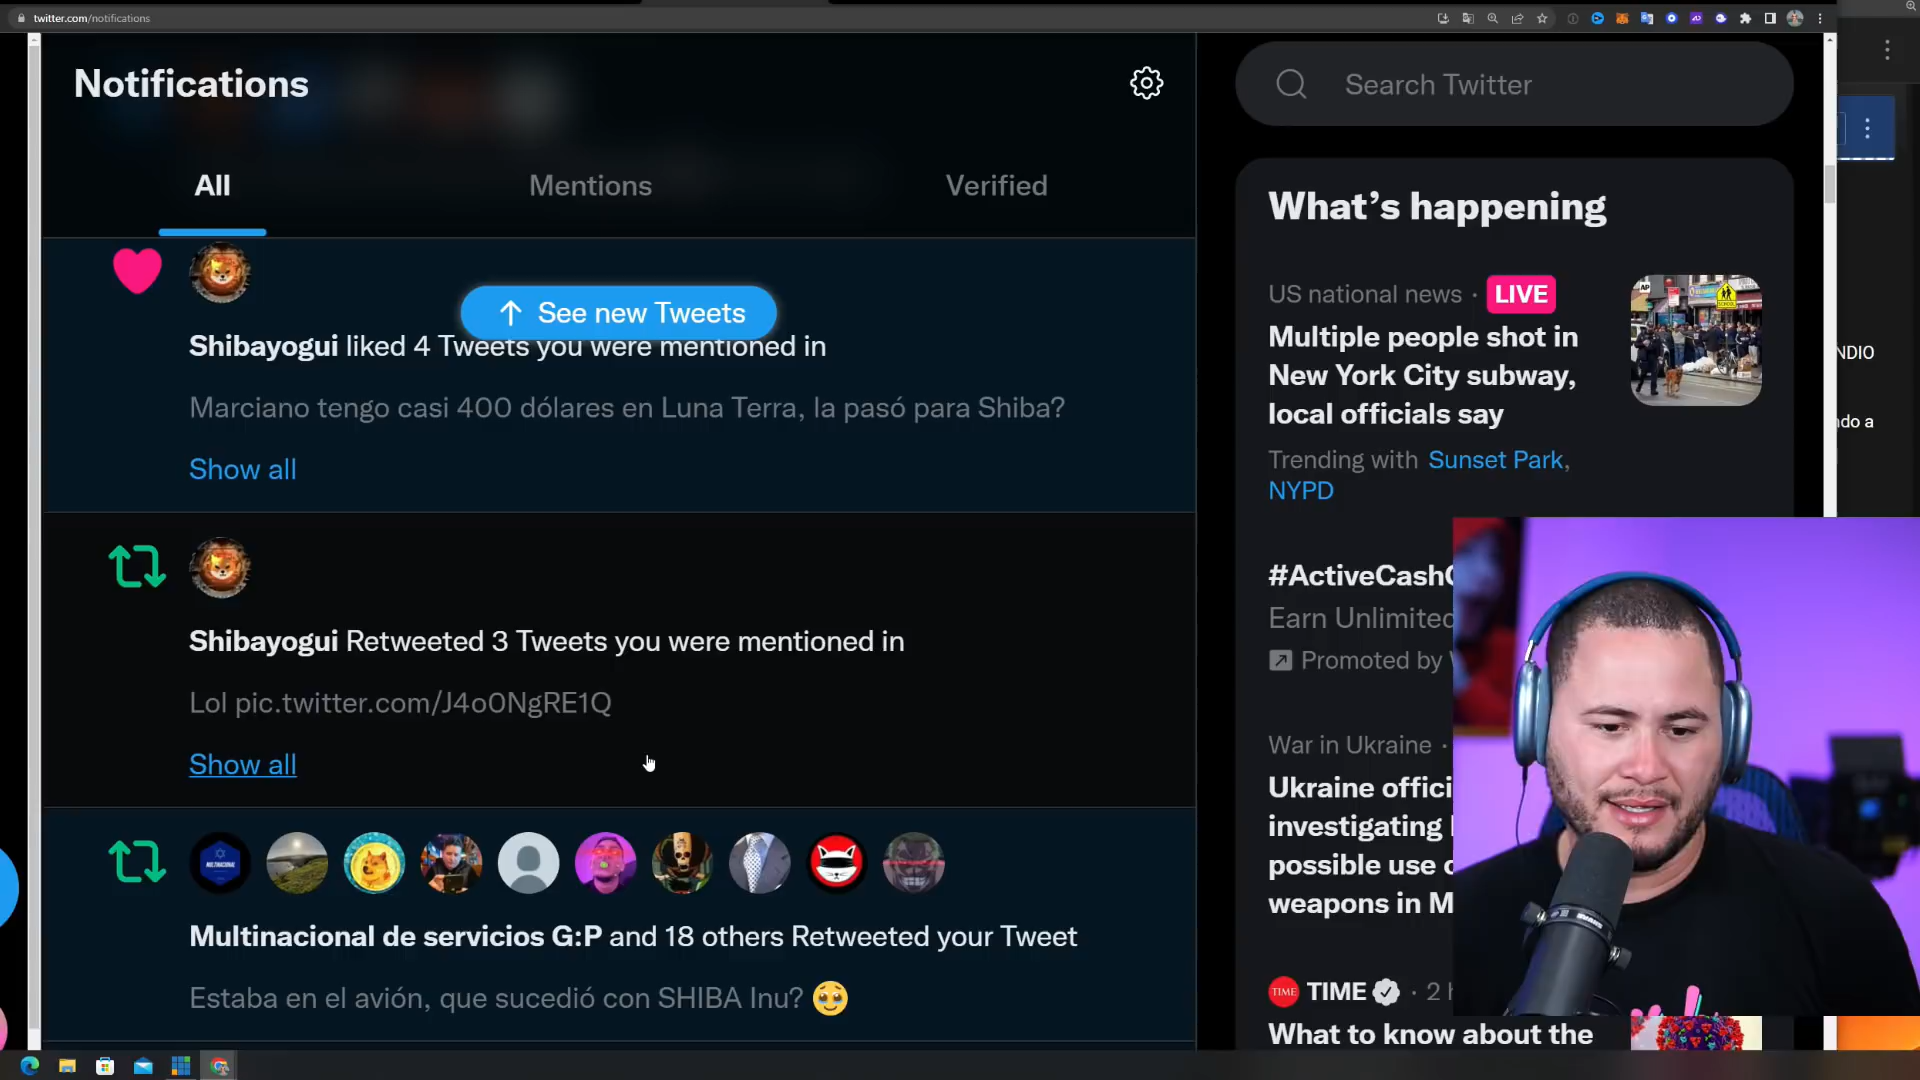 twitter.com/notifications
Notifications
All
Mentions
Verified
See new Tweets
Shibayogui liked 4 Tweets you were mentioned in
Marciano tengo casi 400 dólares en Luna Terra, la pasó para Shiba?
Show all
Shibayogui Retweeted 3 Tweets you were mentioned in
Lol pic.twitter.com/J4o0NgRE1Q
Show all
Multinacional de servicios G:P and 18 others Retweeted your Tweet
Estaba en el avión, que sucedió con SHIBA Inu? 🥹
Search Twitter
What's happening
US national news · LIVE
Multiple people shot in
New York City subway,
local officials say
Trending with Sunset Park,
NYPD
#ActiveCash
Earn Unlimited
Promoted by
War in Ukraine ·
Ukraine offici
investigating
possible use
weapons in M
TIME
TIME · 2 h
What to know about the
NDIO
ndo a